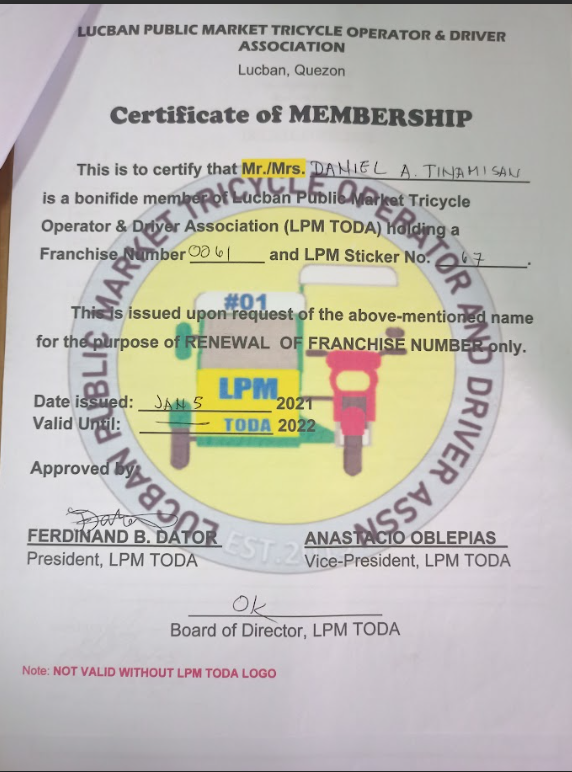 LUCBAN PUBLIC MARKET TRICYCLE OPERATOR & DRIVER
ASSOCIATION
Lucban, Quezon
Certificate of MEMBERSHIP
This is to certify that Mr./Mrs. DANIEL A. TINAMISAN
is a bonifide member of Lucban Public Market Tricycle
Operator & Driver Association (LPM TODA) holding a
Franchise Number 0061 and LPM Sticker No. 67.
#01
This is issued upon request of the above-mentioned name
for the purpose of RENEWAL OF FRANCHISE NUMBER only.
LPM
Date issued: JAN 5 2021
Valid Until: TODA 2022
Approved by:
LUCBAN PUBLIC MARKET TRICYCLE OPERATOR AND DRIVER ASSN
EST.
FERDINAND B. DATOR ANASTACIO OBLEPIAS
President, LPM TODA Vice-President, LPM TODA
OK
Board of Director, LPM TODA
Note: NOT VALID WITHOUT LPM TODA LOGO